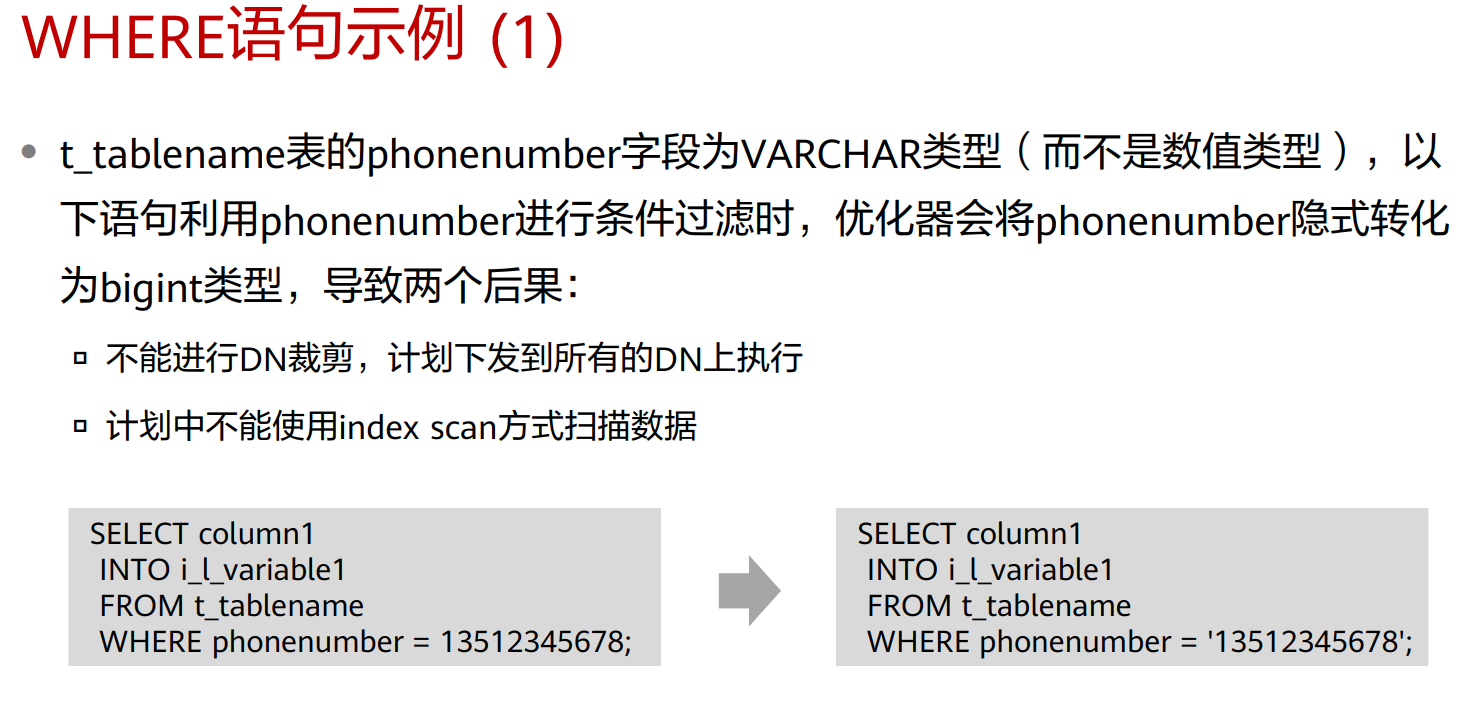 WHERE语句示例 (1)
• t_tablename表的phonenumber字段为VARCHAR类型（而不是数值类型），以
下语句利用phonenumber进行条件过滤时，优化器会将phonenumber隐式转化
为bigint类型，导致两个后果：
▫ 不能进行DN裁剪，计划下发到所有的DN上执行
▫ 计划中不能使用index scan方式扫描数据
SELECT column1
INTO i_l_variable1
FROM t_tablename
WHERE phonenumber = 13512345678;
SELECT column1
INTO i_l_variable1
FROM t_tablename
WHERE phonenumber = '13512345678';